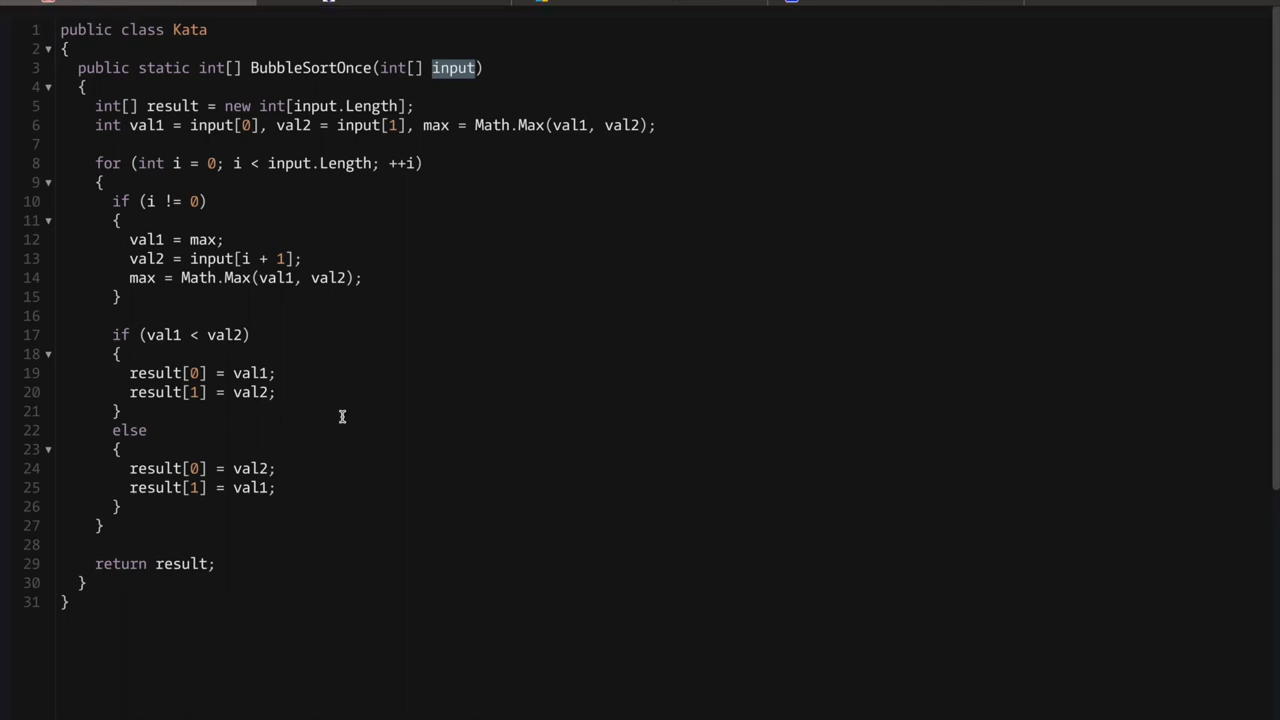 1 public class Kata
2 {
3 public static int[] BubbleSortOnce(int[] input)
4 {
5 int[] result = new int[input.Length];
6 int val1 = input[0], val2 = input[1], max = Math.Max(val1, val2);
7
8 for (int i = 0; i < input.Length; ++i)
9 {
10 if (i != 0)
11 {
12 val1 = max;
13 val2 = input[i + 1];
14 max = Math.Max(val1, val2);
15 }
16
17 if (val1 < val2)
18 {
19 result[0] = val1;
20 result[1] = val2;
21 }
22 else
23 {
24 result[0] = val2;
25 result[1] = val1;
26 }
27 }
28
29 return result;
30 }
31 }